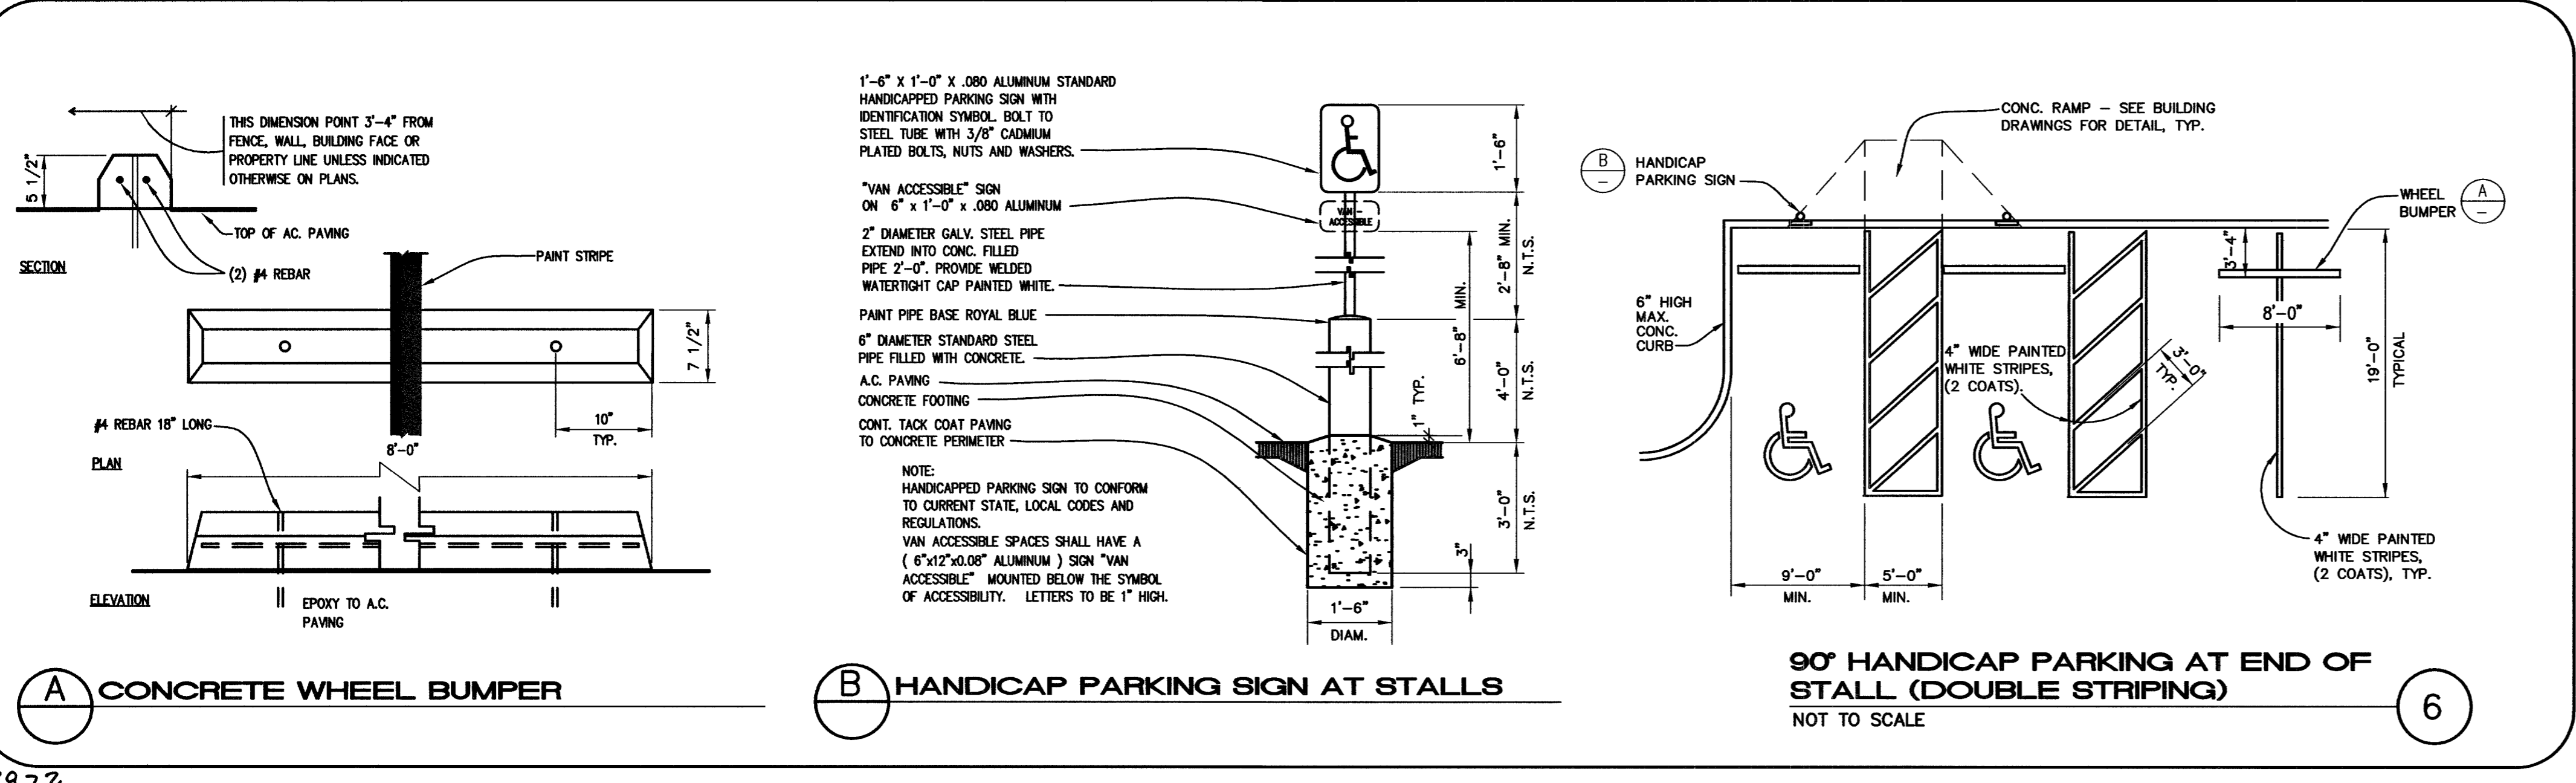 THIS DIMENSION POINT 3'-4" FROM
FENCE, WALL, BUILDING FACE OR
PROPERTY LINE UNLESS INDICATED
OTHERWISE ON PLANS.
5 1/2"
TOP OF AC. PAVING
(2) #4 REBAR
SECTION
PAINT STRIPE
7 1/2"
10"
TYP.
#4 REBAR 18" LONG
8'-0"
PLAN
ELEVATION
EPOXY TO A.C.
PAVING
A
CONCRETE WHEEL BUMPER
1'-6" X 1'-0" X .080 ALUMINUM STANDARD
HANDICAPPED PARKING SIGN WITH
IDENTIFICATION SYMBOL. BOLT TO
STEEL TUBE WITH 3/8" CADMIUM
PLATED BOLTS, NUTS AND WASHERS.
"VAN ACCESSIBLE" SIGN
ON 6" x 1'-0" x .080 ALUMINUM
2" DIAMETER GALV. STEEL PIPE
EXTEND INTO CONC. FILLED
PIPE 2'-0". PROVIDE WELDED
WATERTIGHT CAP PAINTED WHITE.
PAINT PIPE BASE ROYAL BLUE
6" DIAMETER STANDARD STEEL
PIPE FILLED WITH CONCRETE.
A.C. PAVING
CONCRETE FOOTING
CONT. TACK COAT PAVING
TO CONCRETE PERIMETER
NOTE:
HANDICAPPED PARKING SIGN TO CONFORM
TO CURRENT STATE, LOCAL CODES AND
REGULATIONS.
VAN ACCESSIBLE SPACES SHALL HAVE A
( 6"x12"x0.08" ALUMINUM ) SIGN "VAN
ACCESSIBLE" MOUNTED BELOW THE SYMBOL
OF ACCESSIBILITY. LETTERS TO BE 1" HIGH.
VAN -
ACCESSIBLE
1'-6"
2'-8" MIN.
N.T.S.
6'-8" MIN.
4'-0"
N.T.S.
1" TYP.
3'-0"
N.T.S.
3"
1'-6"
DIAM.
B
HANDICAP PARKING SIGN AT STALLS
CONC. RAMP - SEE BUILDING
DRAWINGS FOR DETAIL, TYP.
B
-
HANDICAP
PARKING SIGN
WHEEL
BUMPER
A
-
3'-4"
8'-0"
6" HIGH
MAX.
CONC.
CURB
4" WIDE PAINTED
WHITE STRIPES,
(2 COATS).
3'-0"
TYP.
19'-0"
TYPICAL
4" WIDE PAINTED
WHITE STRIPES,
(2 COATS), TYP.
9'-0"
MIN.
5'-0"
MIN.
90° HANDICAP PARKING AT END OF
STALL (DOUBLE STRIPING)
NOT TO SCALE
6